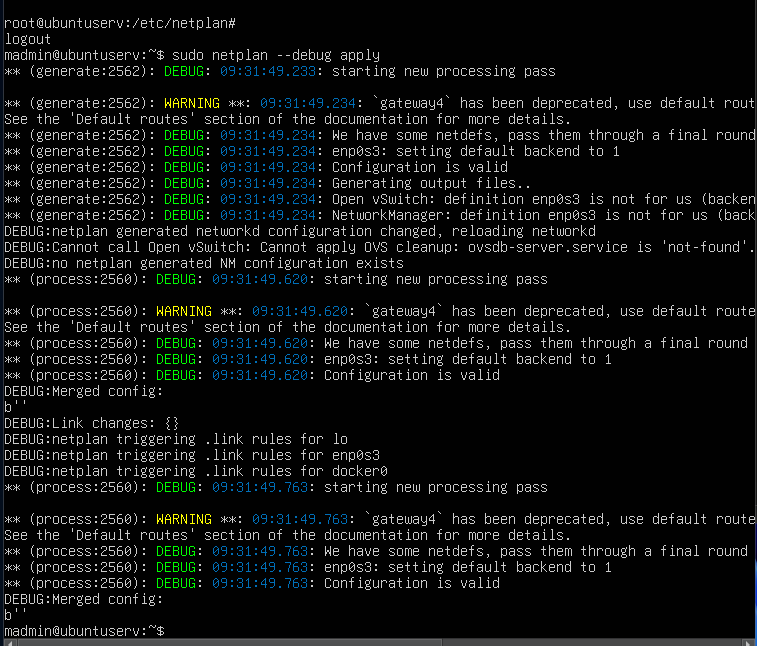 root@ubuntuserv:/etc/netplan#
logout
madmin@ubuntuserv:~$ sudo netplan --debug apply
** (generate:2562): DEBUG: 09:31:49.233: starting new processing pass
** (generate:2562): WARNING **: 09:31:49.234: `gateway4` has been deprecated, use default rout
See the 'Default routes' section of the documentation for more details.
** (generate:2562): DEBUG: 09:31:49.234: We have some netdefs, pass them through a final round
** (generate:2562): DEBUG: 09:31:49.234: enp0s3: setting default backend to 1
** (generate:2562): DEBUG: 09:31:49.234: Configuration is valid
** (generate:2562): DEBUG: 09:31:49.234: Generating output files..
** (generate:2562): DEBUG: 09:31:49.234: Open vSwitch: definition enp0s3 is not for us (backen
** (generate:2562): DEBUG: 09:31:49.234: NetworkManager: definition enp0s3 is not for us (back
DEBUG:netplan generated networkd configuration changed, reloading networkd
DEBUG:Cannot call Open vSwitch: Cannot apply OVS cleanup: ovsdb-server.service is 'not-found'.
DEBUG:no netplan generated NM configuration exists
** (process:2560): DEBUG: 09:31:49.620: starting new processing pass
** (process:2560): WARNING **: 09:31:49.620: `gateway4` has been deprecated, use default route
See the 'Default routes' section of the documentation for more details.
** (process:2560): DEBUG: 09:31:49.620: We have some netdefs, pass them through a final round
** (process:2560): DEBUG: 09:31:49.620: enp0s3: setting default backend to 1
** (process:2560): DEBUG: 09:31:49.620: Configuration is valid
DEBUG:Merged config:
b''
DEBUG:Link changes: {}
DEBUG:netplan triggering .link rules for lo
DEBUG:netplan triggering .link rules for enp0s3
DEBUG:netplan triggering .link rules for docker0
** (process:2560): DEBUG: 09:31:49.763: starting new processing pass
** (process:2560): WARNING **: 09:31:49.763: `gateway4` has been deprecated, use default route
See the 'Default routes' section of the documentation for more details.
** (process:2560): DEBUG: 09:31:49.763: We have some netdefs, pass them through a final round
** (process:2560): DEBUG: 09:31:49.763: enp0s3: setting default backend to 1
** (process:2560): DEBUG: 09:31:49.763: Configuration is valid
DEBUG:Merged config:
b''
madmin@ubuntuserv:~$